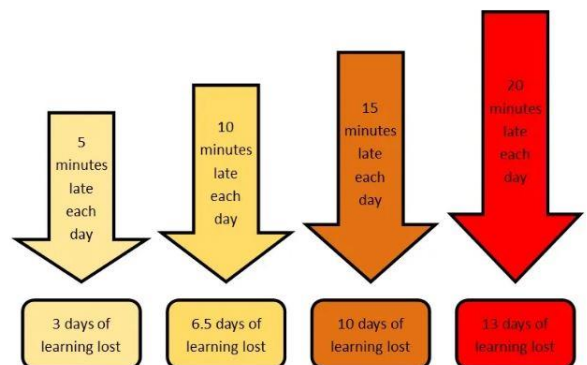 5
minutes
late
each
day
10
minutes
late
each
day
15
minutes
late
each
day
20
minutes
late
each
day
3 days of
learning lost
6.5 days of
learning lost
10 days of
learning lost
13 days of
learning lost